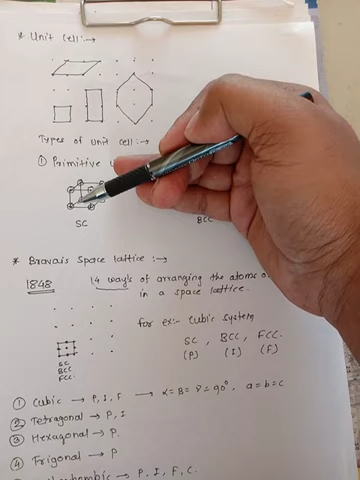 * Unit Cell:→
Types of Unit cell:→
① Primitive
SC
BCC
* Bravais Space lattice :→
1848 14 way's of arranging the atoms
in a space lattice.
for ex:- Cubic System
SC , BCC , FCC.
(P) (I) (F)
SC
BCC
FCC.
① Cubic → P, I, F → α = B = γ = 90°, a = b = c
② Tetragonal → P, I
③ Hexagonal → P.
④ Trigonal → P
→ P, I, F, C.